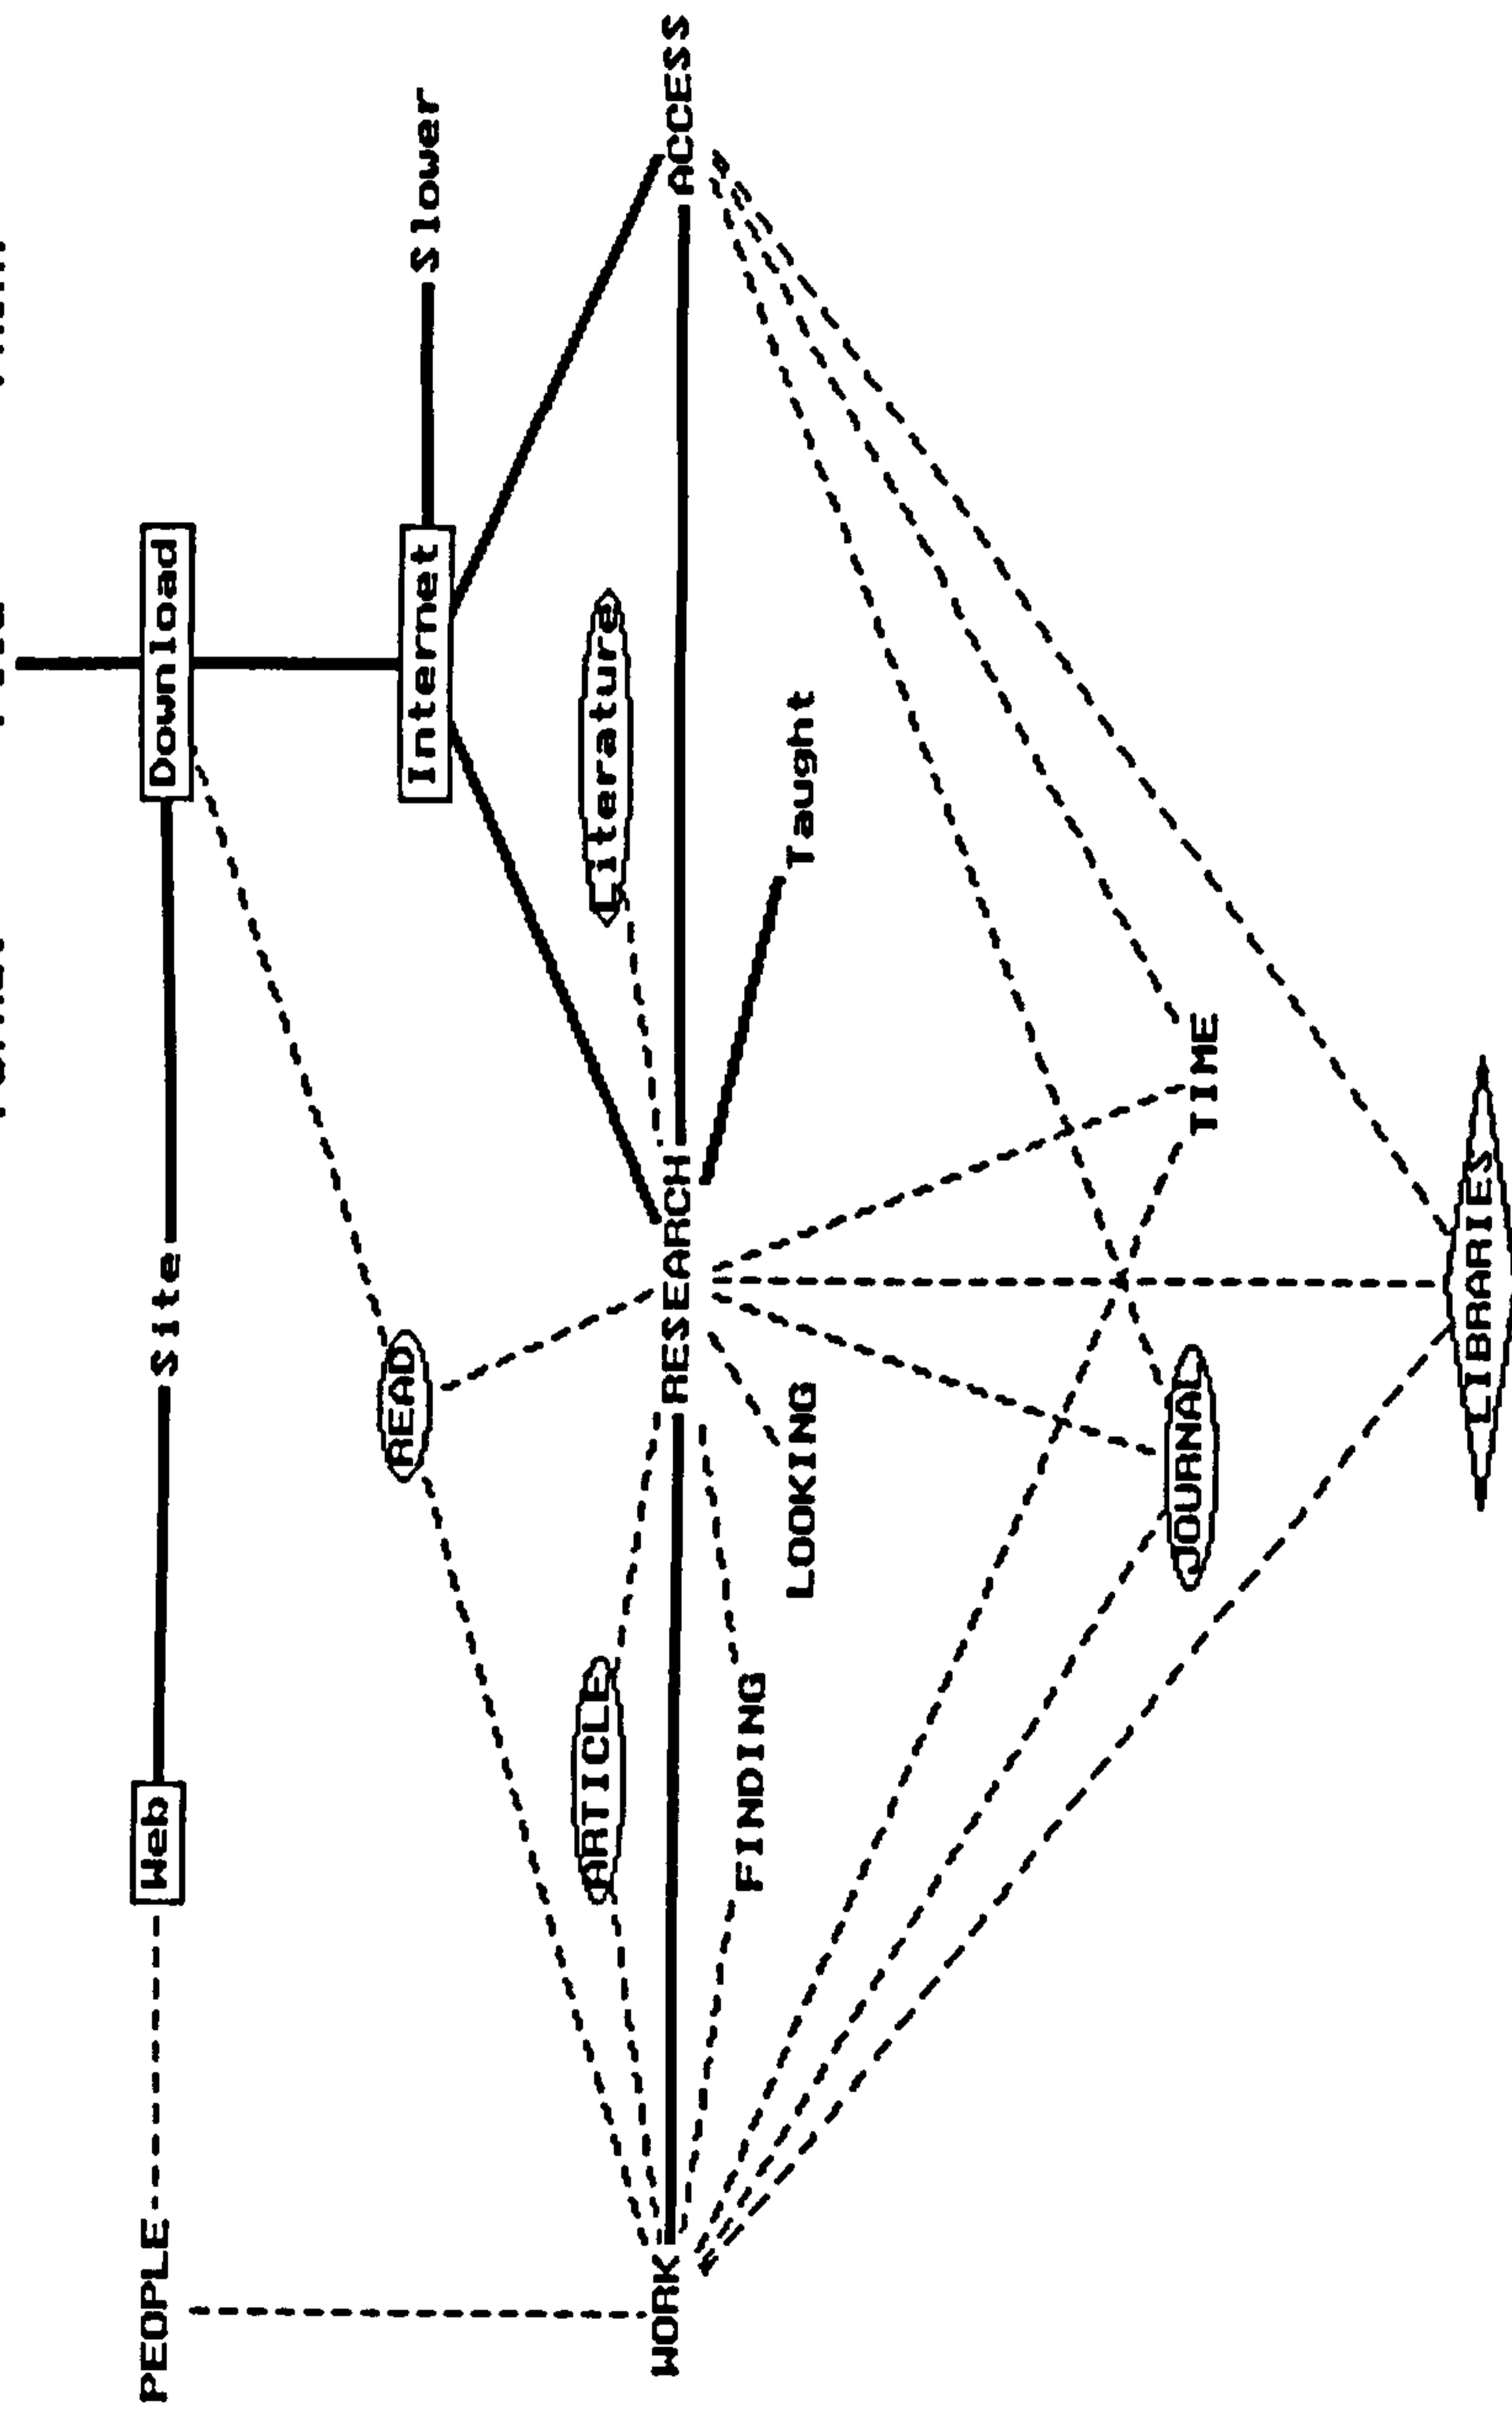 PEOPLE
Web
Site
Download
READ
Internet
Slower
ARTICLE
Literature
WORK
RESEARCH
ACCESS
FINDING
LOOKING
Taught
JOURNAL
TIME
LIBRARIES